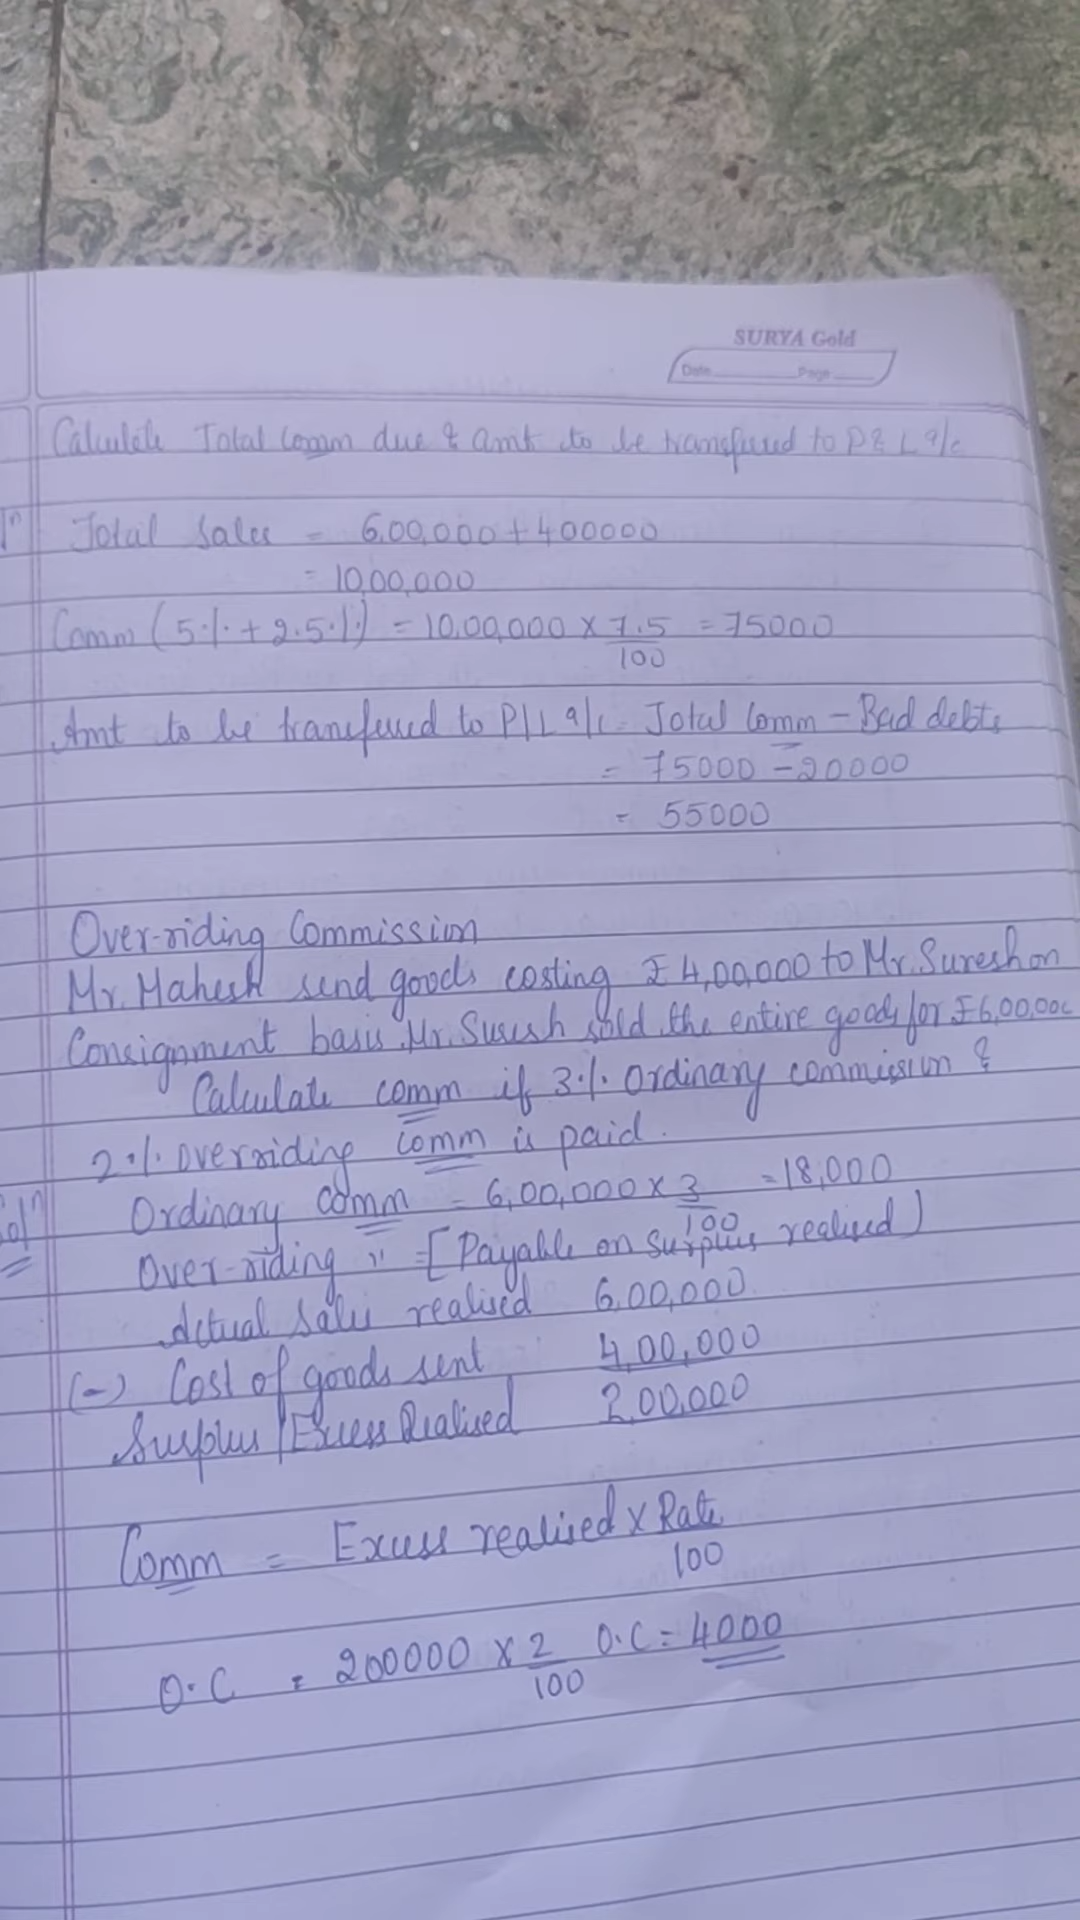 SURYA Gold
Date Page
Calculate Total Comm due & amt to be transferred to P & L a/c
Total Sales = 6,00,000 + 400000
= 10,00,000
Comm (5% + 2.5%) = 10,00,000 × 7.5/100 = 75000
Amt to be transferred to P/L a/c = Total Comm - Bad debts
= 75000 - 20000
= 55000
Over-riding Commission
Mr. Mahesh send goods costing ₹ 4,00,000 to Mr. Suresh on
Consignment basis. Mr. Suresh sold the entire goods for ₹ 6,00,000
Calculate comm if 3% Ordinary commission &
2% overriding comm is paid.
Ordinary Comm = 6,00,000 × 3/100 = 18,000
Over-riding " = [Payable on surplus realised)
Actual Sales realised 6,00,000
(-) Cost of goods sent 4,00,000
Surplus/Excess Realised 2,00,000
Comm = Excess realised × Rate/100
O.C = 200000 × 2/100 O.C = 4000